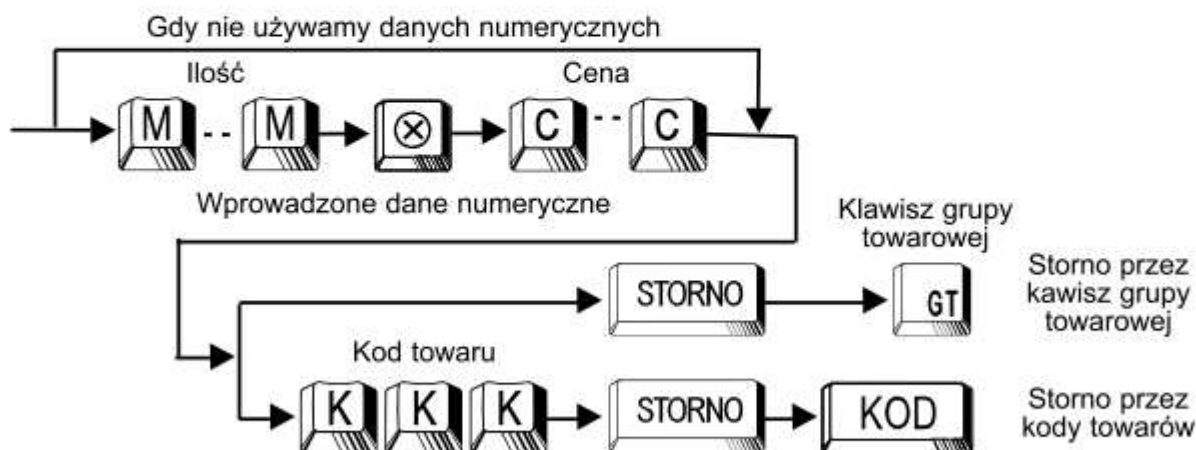 Gdy nie używamy danych numerycznych
Ilość
Cena
M - - M ⊗ C - - C
Wprowadzone dane numeryczne
Klawisz grupy
towarowej
STORNO
GT
Storno przez
kawisz grupy
towarowej
Kod towaru
K K K
STORNO
KOD
Storno przez
kody towarów